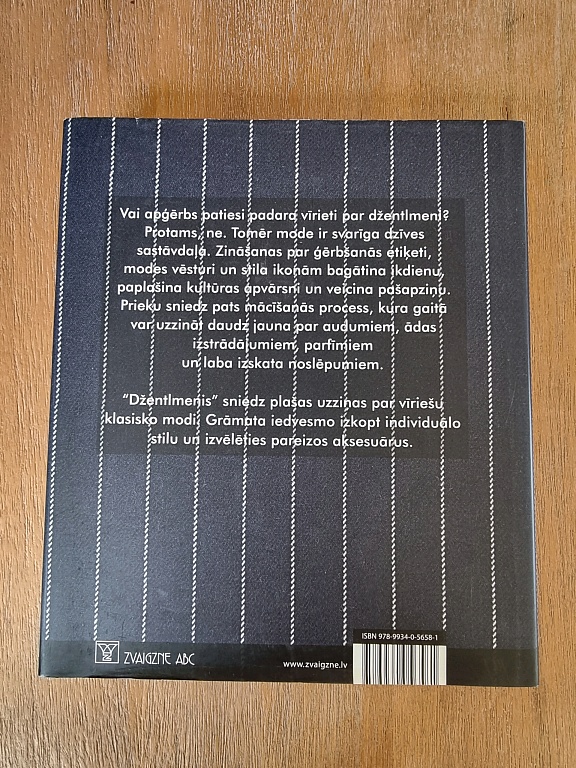 Vai apģērbs patiesi padara vīrieti par džentlmeni?
Protams, ne. Tomēr mode ir svarīga dzīves
sastāvdaļa. Zināšanas par ģērbšanās etiķeti,
modes vēsturi un stila ikonām bagātina ikdienu,
paplašina kultūras apvārsni un veicina pašapziņu.
Prieku sniedz pats mācīšanās process, kura gaitā
var uzzināt daudz jauna par audumiem, ādas
izstrādājumiem, parfīmiem
un laba izskata noslēpumiem.
“Džentlmenis” sniedz plašas uzziņas par vīriešu
klasisko modi. Grāmata iedvesmo izkopt individuālo
stilu un izvēlēties pareizos aksesuārus.
ZVAIGZNE ABC
www.zvaigzne.lv
ISBN 978-9934-0-5658-1